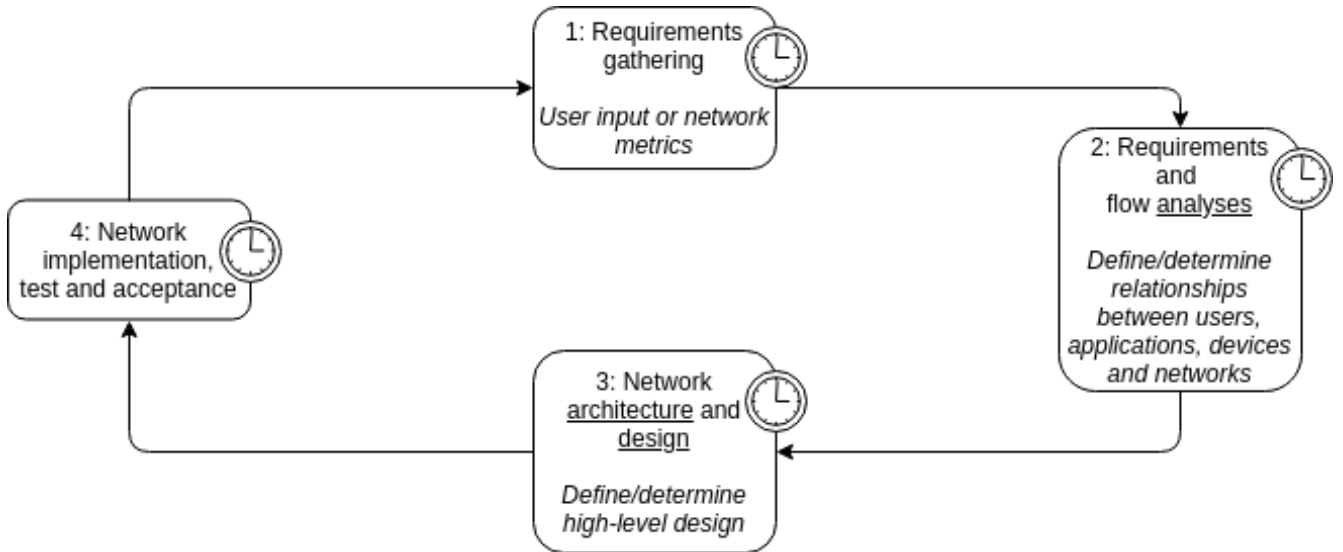 1: Requirements
gathering
User input or network
metrics
2: Requirements
and
flow analyses
Define/determine
relationships
between users,
applications, devices
and networks
3: Network
architecture and
design
Define/determine
high-level design
4: Network
implementation,
test and acceptance